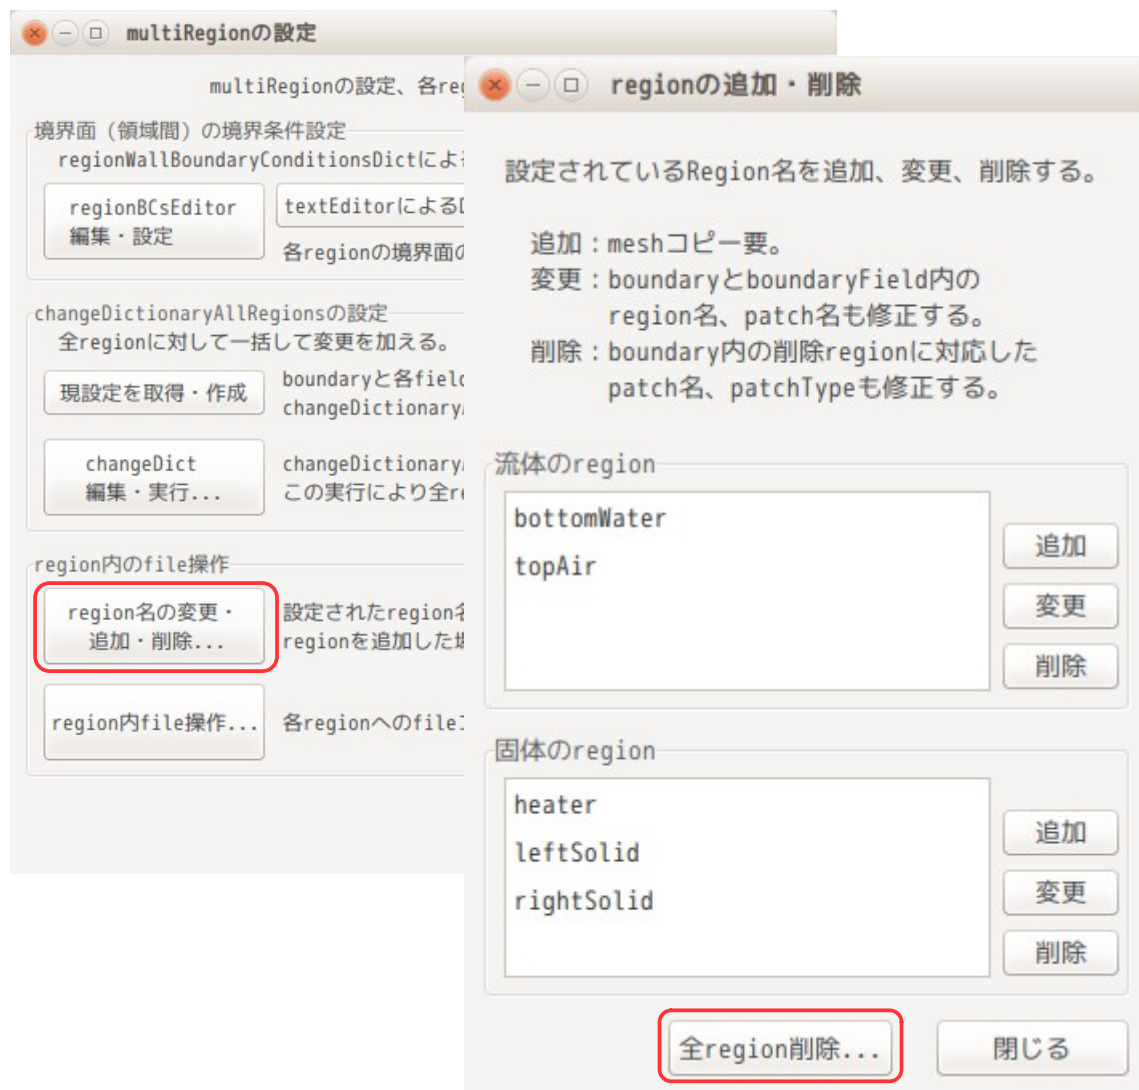 multiRegionの設定
multiRegionの設定、各reg
境界面（領域間）の境界条件設定
regionWallBoundaryConditionsDictによ
regionBCsEditor
編集・設定
textEditorによる
各regionの境界面の
changeDictionaryAllRegionsの設定
全regionに対して一括して変更を加える。
現設定を取得・作成
boundaryと各field
changeDictionary
changeDict
編集・実行...
changeDictionary
この実行により全re
region内のfile操作
region名の変更・
追加・削除...
設定されたregion名
regionを追加した
region内file操作...
各regionへのfile
regionの追加・削除
設定されているRegion名を追加、変更、削除する。
追加：meshコピー要。
変更：boundaryとboundaryField内の
region名、patch名も修正する。
削除：boundary内の削除regionに対応した
patch名、patchTypeも修正する。
流体のregion
bottomWater
topAir
追加
変更
削除
固体のregion
heater
leftSolid
rightSolid
追加
変更
削除
全region削除...
閉じる